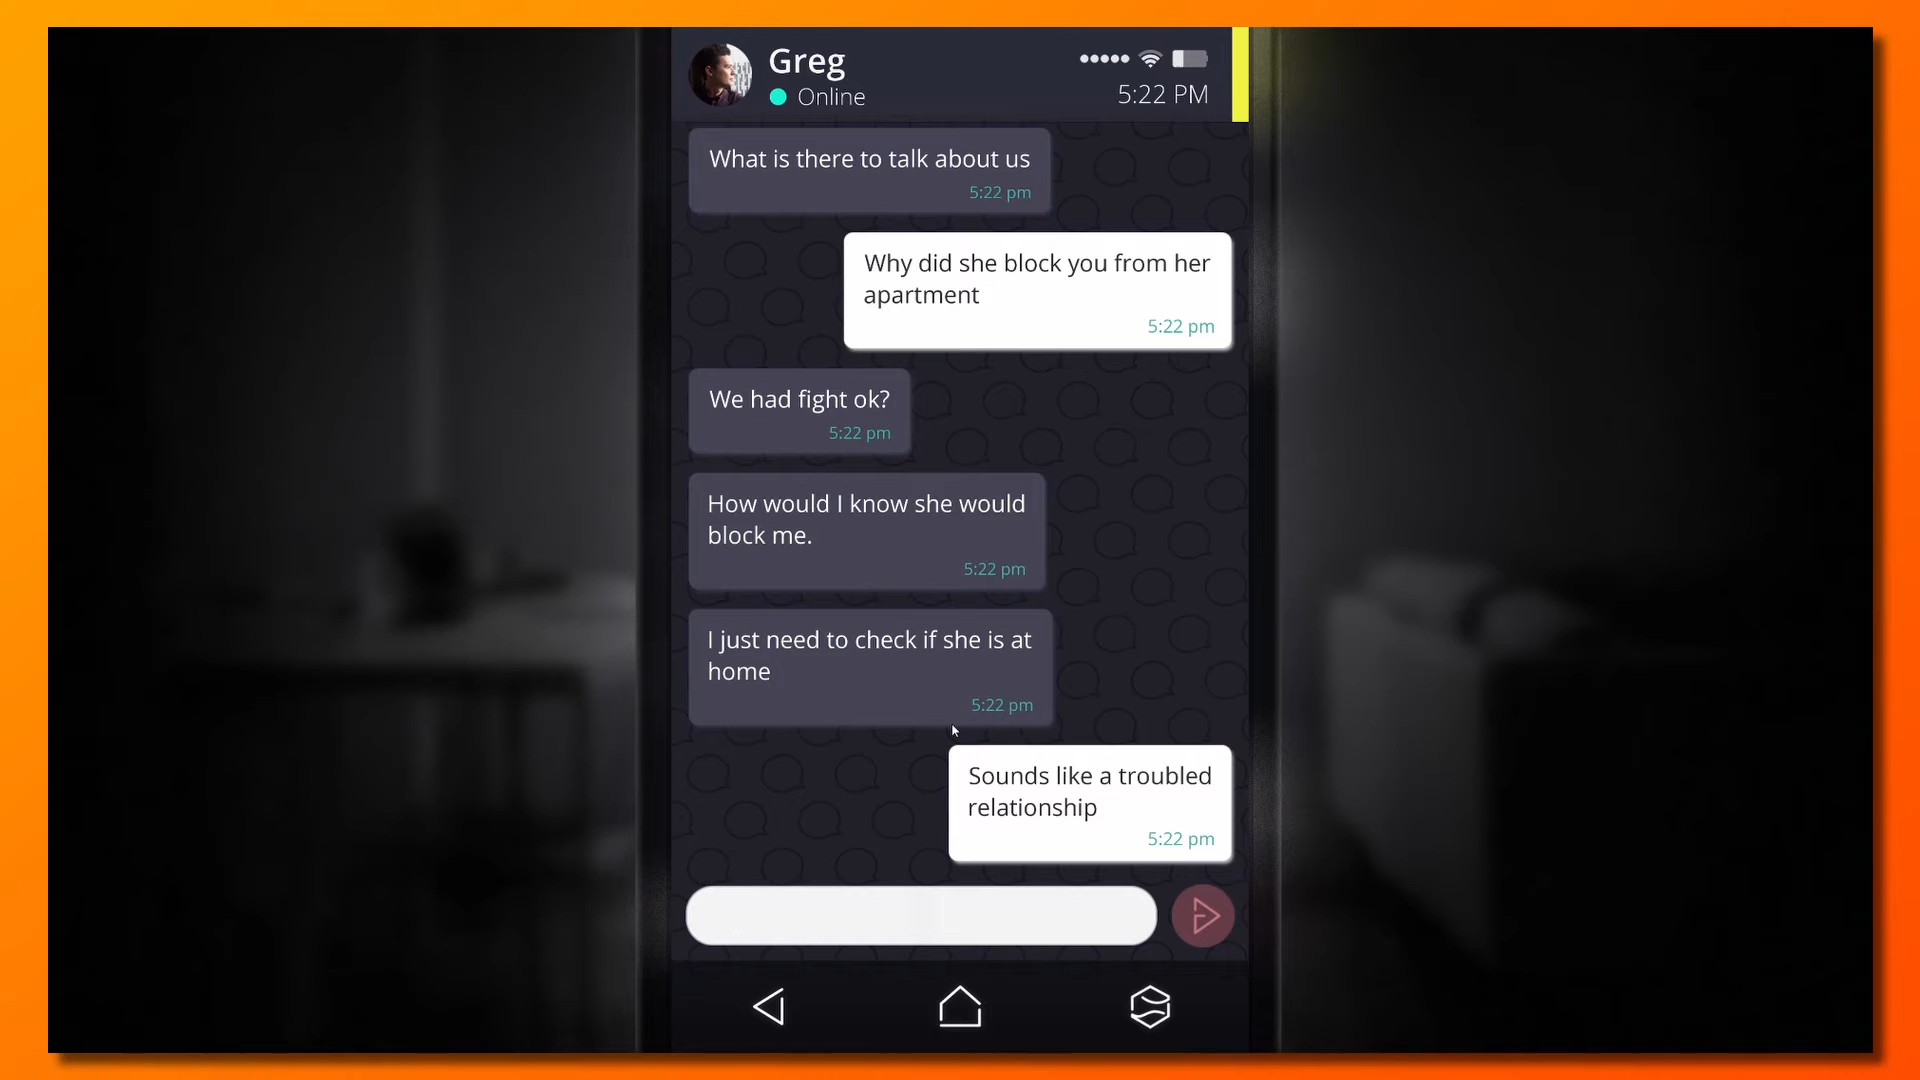 Greg
Online
5:22 PM
What is there to talk about us
5:22 pm
Why did she block you from her
apartment
5:22 pm
We had fight ok?
5:22 pm
How would I know she would
block me.
5:22 pm
I just need to check if she is at
home
5:22 pm
Sounds like a troubled
relationship
5:22 pm